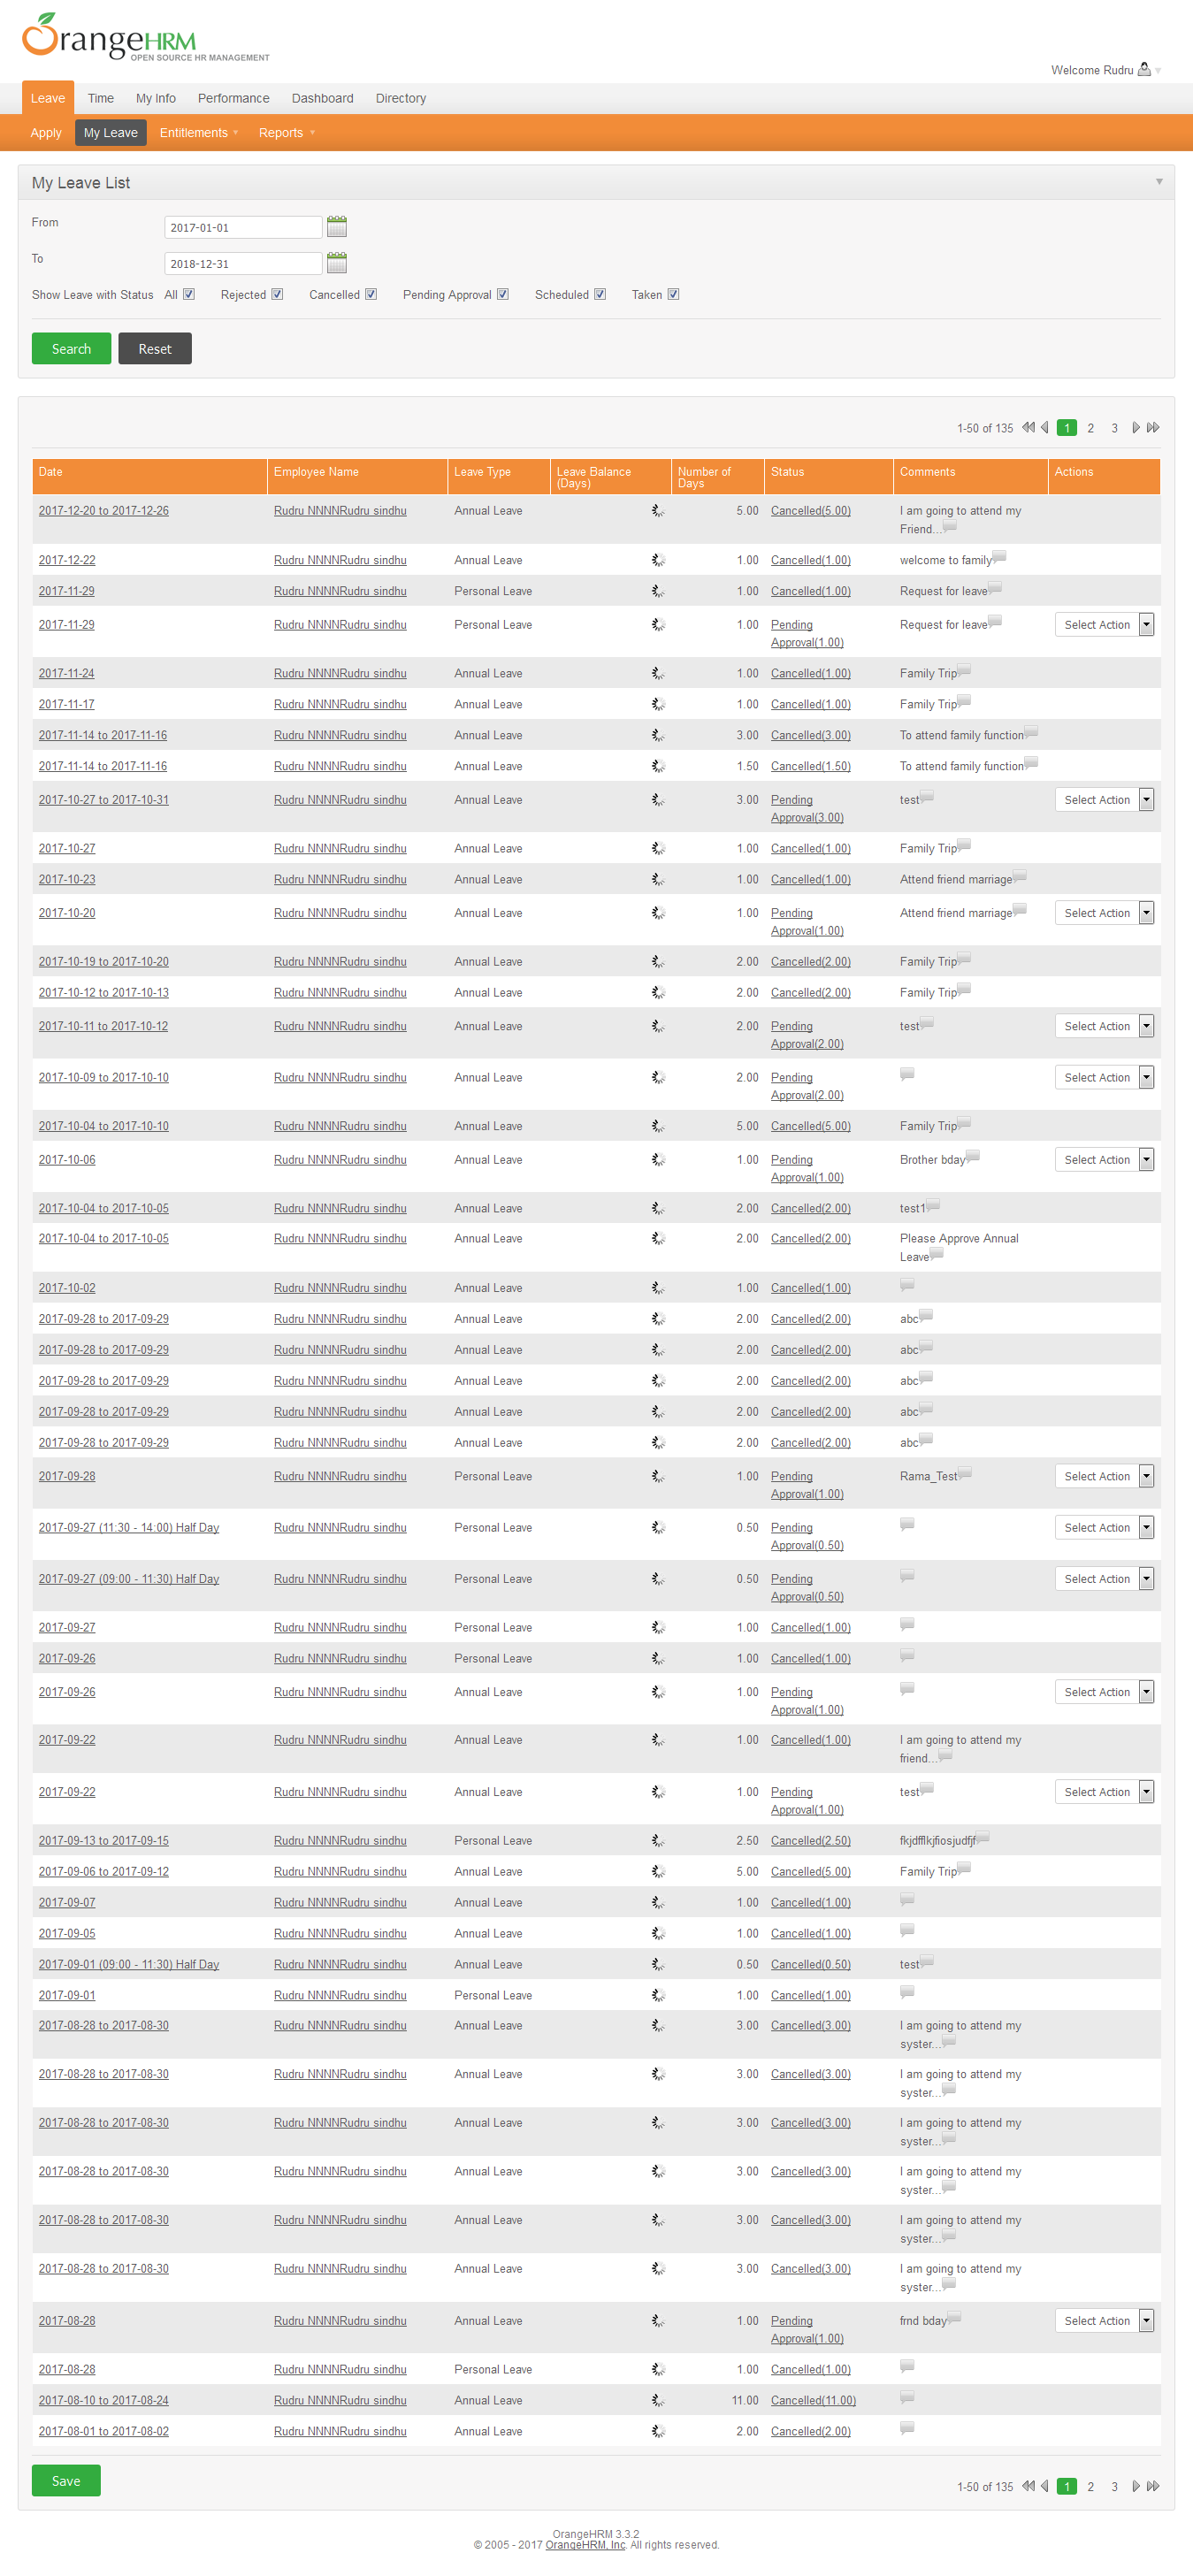 OrangeHRM
OPEN SOURCE HR MANAGEMENT
Welcome Rudru
Leave Time My Info Performance Dashboard Directory
Apply My Leave Entitlements Reports
My Leave List
From 2017-01-01
To 2018-12-31
Show Leave with Status All Rejected Cancelled Pending Approval Scheduled Taken
Search Reset
1-50 of 135 1 2 3
Date Employee Name Leave Type Leave Balance (Days) Number of Days Status Comments Actions
2017-12-20 to 2017-12-26 Rudru NNNNRudru sindhu Annual Leave 5.00 Cancelled(5.00) I am going to attend my Friend...
2017-12-22 Rudru NNNNRudru sindhu Annual Leave 1.00 Cancelled(1.00) welcome to family
2017-11-29 Rudru NNNNRudru sindhu Personal Leave 1.00 Cancelled(1.00) Request for leave
2017-11-29 Rudru NNNNRudru sindhu Personal Leave 1.00 Pending Approval(1.00) Request for leave Select Action
2017-11-24 Rudru NNNNRudru sindhu Annual Leave 1.00 Cancelled(1.00) Family Trip
2017-11-17 Rudru NNNNRudru sindhu Annual Leave 1.00 Cancelled(1.00) Family Trip
2017-11-14 to 2017-11-16 Rudru NNNNRudru sindhu Annual Leave 3.00 Cancelled(3.00) To attend family function
2017-11-14 to 2017-11-16 Rudru NNNNRudru sindhu Annual Leave 1.50 Cancelled(1.50) To attend family function
2017-10-27 to 2017-10-31 Rudru NNNNRudru sindhu Annual Leave 3.00 Pending Approval(3.00) test Select Action
2017-10-27 Rudru NNNNRudru sindhu Annual Leave 1.00 Cancelled(1.00) Family Trip
2017-10-23 Rudru NNNNRudru sindhu Annual Leave 1.00 Cancelled(1.00) Attend friend marriage
2017-10-20 Rudru NNNNRudru sindhu Annual Leave 1.00 Pending Approval(1.00) Attend friend marriage Select Action
2017-10-19 to 2017-10-20 Rudru NNNNRudru sindhu Annual Leave 2.00 Cancelled(2.00) Family Trip
2017-10-12 to 2017-10-13 Rudru NNNNRudru sindhu Annual Leave 2.00 Cancelled(2.00) Family Trip
2017-10-11 to 2017-10-12 Rudru NNNNRudru sindhu Annual Leave 2.00 Pending Approval(2.00) test Select Action
2017-10-09 to 2017-10-10 Rudru NNNNRudru sindhu Annual Leave 2.00 Pending Approval(2.00) Select Action
2017-10-04 to 2017-10-10 Rudru NNNNRudru sindhu Annual Leave 5.00 Cancelled(5.00) Family Trip
2017-10-06 Rudru NNNNRudru sindhu Annual Leave 1.00 Pending Approval(1.00) Brother bday Select Action
2017-10-04 to 2017-10-05 Rudru NNNNRudru sindhu Annual Leave 2.00 Cancelled(2.00) test1
2017-10-04 to 2017-10-05 Rudru NNNNRudru sindhu Annual Leave 2.00 Cancelled(2.00) Please Approve Annual Leave
2017-10-02 Rudru NNNNRudru sindhu Annual Leave 1.00 Cancelled(1.00)
2017-09-28 to 2017-09-29 Rudru NNNNRudru sindhu Annual Leave 2.00 Cancelled(2.00) abc
2017-09-28 to 2017-09-29 Rudru NNNNRudru sindhu Annual Leave 2.00 Cancelled(2.00) abc
2017-09-28 to 2017-09-29 Rudru NNNNRudru sindhu Annual Leave 2.00 Cancelled(2.00) abc
2017-09-28 to 2017-09-29 Rudru NNNNRudru sindhu Annual Leave 2.00 Cancelled(2.00) abc
2017-09-28 to 2017-09-29 Rudru NNNNRudru sindhu Annual Leave 2.00 Cancelled(2.00) abc
2017-09-28 Rudru NNNNRudru sindhu Personal Leave 1.00 Pending Approval(1.00) Rama_Test Select Action
2017-09-27 (11:30 - 14:00) Half Day Rudru NNNNRudru sindhu Personal Leave 0.50 Pending Approval(0.50) Select Action
2017-09-27 (09:00 - 11:30) Half Day Rudru NNNNRudru sindhu Personal Leave 0.50 Pending Approval(0.50) Select Action
2017-09-27 Rudru NNNNRudru sindhu Personal Leave 1.00 Cancelled(1.00)
2017-09-26 Rudru NNNNRudru sindhu Personal Leave 1.00 Cancelled(1.00)
2017-09-26 Rudru NNNNRudru sindhu Annual Leave 1.00 Pending Approval(1.00) Select Action
2017-09-22 Rudru NNNNRudru sindhu Annual Leave 1.00 Cancelled(1.00) I am going to attend my friend...
2017-09-22 Rudru NNNNRudru sindhu Annual Leave 1.00 Pending Approval(1.00) test Select Action
2017-09-13 to 2017-09-15 Rudru NNNNRudru sindhu Personal Leave 2.50 Cancelled(2.50) fkjdfflkjfiosjudfjf
2017-09-06 to 2017-09-12 Rudru NNNNRudru sindhu Annual Leave 5.00 Cancelled(5.00) Family Trip
2017-09-07 Rudru NNNNRudru sindhu Annual Leave 1.00 Cancelled(1.00)
2017-09-05 Rudru NNNNRudru sindhu Annual Leave 1.00 Cancelled(1.00)
2017-09-01 (09:00 - 11:30) Half Day Rudru NNNNRudru sindhu Annual Leave 0.50 Cancelled(0.50) test
2017-09-01 Rudru NNNNRudru sindhu Personal Leave 1.00 Cancelled(1.00)
2017-08-28 to 2017-08-30 Rudru NNNNRudru sindhu Annual Leave 3.00 Cancelled(3.00) I am going to attend my syster...
2017-08-28 to 2017-08-30 Rudru NNNNRudru sindhu Annual Leave 3.00 Cancelled(3.00) I am going to attend my syster...
2017-08-28 to 2017-08-30 Rudru NNNNRudru sindhu Annual Leave 3.00 Cancelled(3.00) I am going to attend my syster...
2017-08-28 to 2017-08-30 Rudru NNNNRudru sindhu Annual Leave 3.00 Cancelled(3.00) I am going to attend my syster...
2017-08-28 to 2017-08-30 Rudru NNNNRudru sindhu Annual Leave 3.00 Cancelled(3.00) I am going to attend my syster...
2017-08-28 to 2017-08-30 Rudru NNNNRudru sindhu Annual Leave 3.00 Cancelled(3.00) I am going to attend my syster...
2017-08-28 Rudru NNNNRudru sindhu Annual Leave 1.00 Pending Approval(1.00) frnd bday Select Action
2017-08-28 Rudru NNNNRudru sindhu Personal Leave 1.00 Cancelled(1.00)
2017-08-10 to 2017-08-24 Rudru NNNNRudru sindhu Annual Leave 11.00 Cancelled(11.00)
2017-08-01 to 2017-08-02 Rudru NNNNRudru sindhu Annual Leave 2.00 Cancelled(2.00)
Save 1-50 of 135 1 2 3
OrangeHRM 3.3.2
© 2005 - 2017 OrangeHRM, Inc. All rights reserved.